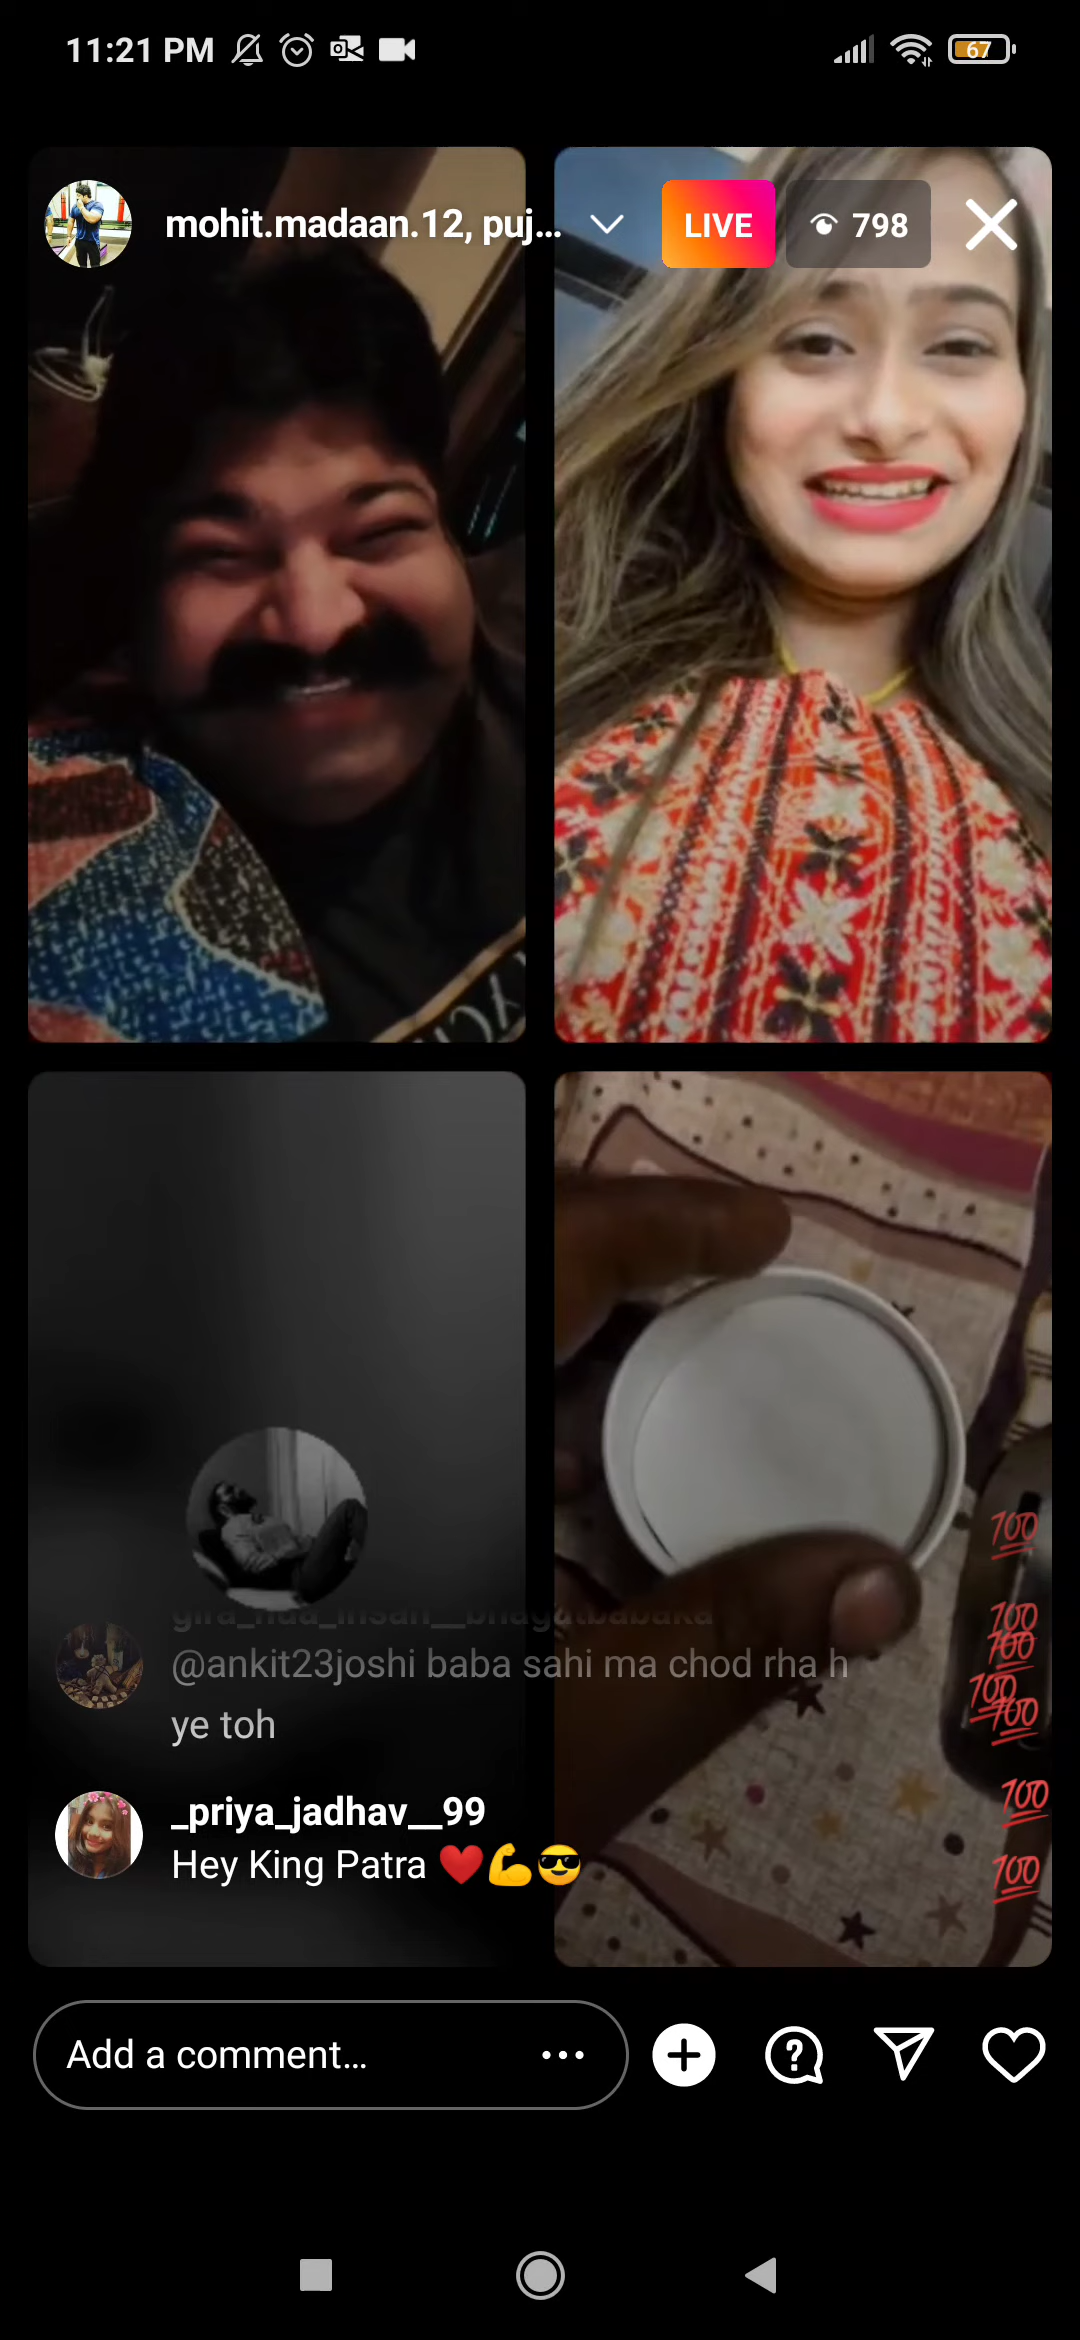 11:21 PM
67
mohit.madaan.12, puj...
LIVE
798
@ankit23joshi baba sahi ma chod rha h
ye toh
_priya_jadhav__99
Hey King Patra ❤️💪😎
💯
💯
💯
💯
💯
💯
💯
Add a comment...